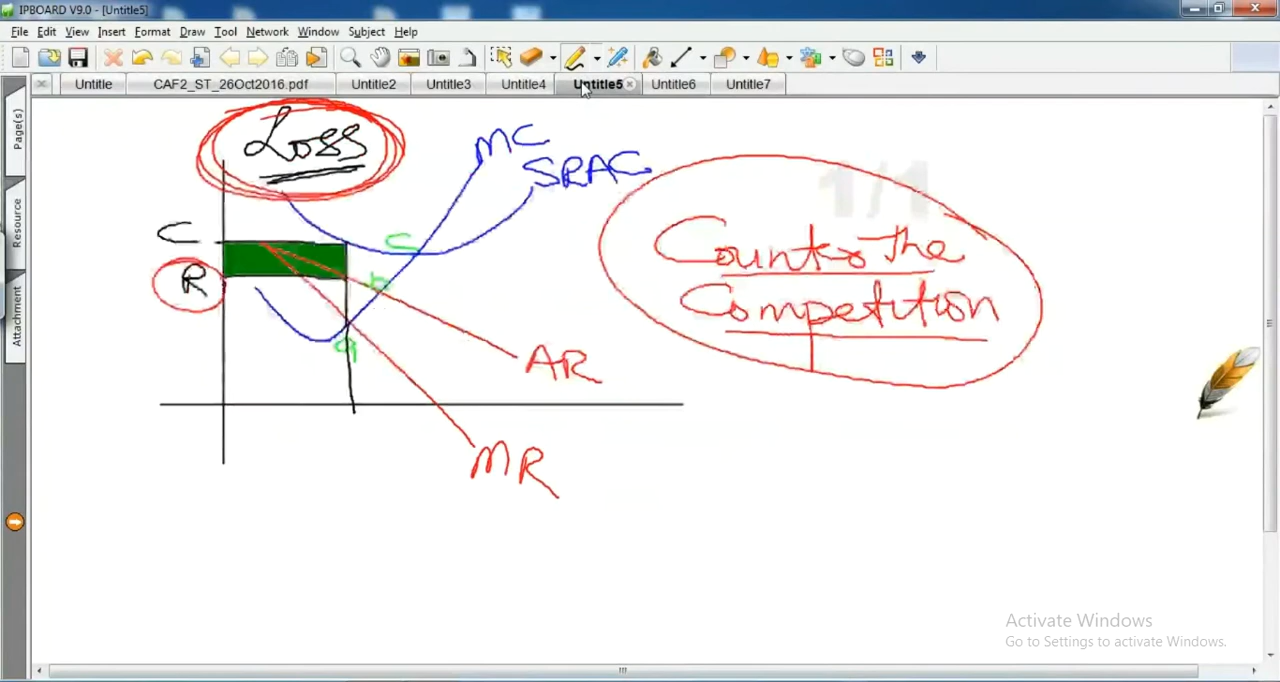 IPBOARD V9.0 - [Untitle5]
File Edit View Insert Format Draw Tool Network Window Subject Help
Untitle CAF2_ST_26Oct2016.pdf Untitle2 Untitle3 Untitle4 Untitle5 Untitle6 Untitle7
Page(s)
Resource
Attachment
Loss
MC
SRAC
1/1
C
C
R
b
a
AR
MR
Counter the
Competition
Activate Windows
Go to Settings to activate Windows.